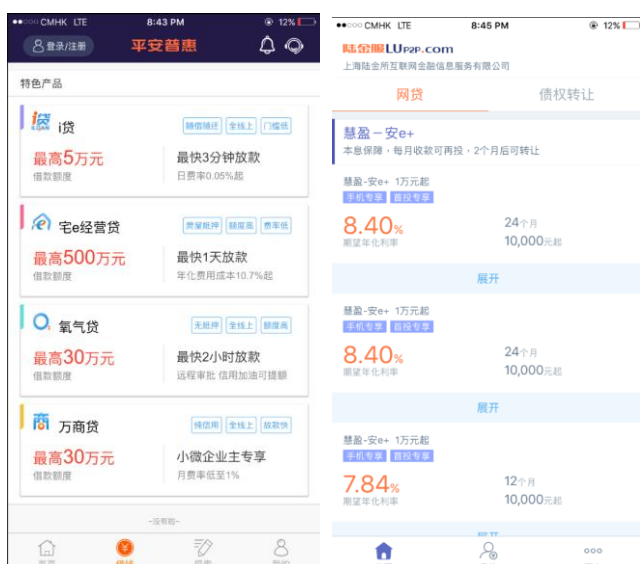 CMHK LTE 8:43 PM 12%
登录/注册 平安普惠
特色产品
i贷 随借随还 全线上 门槛低
最高5万元 最快3分钟放款
借款额度 日费率0.05%起
宅e经营贷 房屋抵押 额度高 费率低
最高500万元 最快1天放款
借款额度 年化费用成本10.7%起
氧气贷 无抵押 全线上 额度高
最高30万元 最快2小时放款
借款额度 远程审批 信用加油可提额
万商贷 纯信用 全线上 放款快
最高30万元 小微企业主专享
借款额度 月费率低至1%
~没有啦~
CMHK LTE 8:45 PM 12%
陆金服LUP2P.com
上海陆金所互联网金融信息服务有限公司
网贷 债权转让
慧盈－安e+
本息保障，每月收款可再投，2个月后可转让
慧盈-安e+ 1万元起
手机专享 首投专享
8.40% 24个月
期望年化利率 10,000元起
展开
慧盈-安e+ 1万元起
手机专享 首投专享
8.40% 24个月
期望年化利率 10,000元起
展开
慧盈-安e+ 1万元起
手机专享 首投专享
7.84% 12个月
期望年化利率 10,000元起